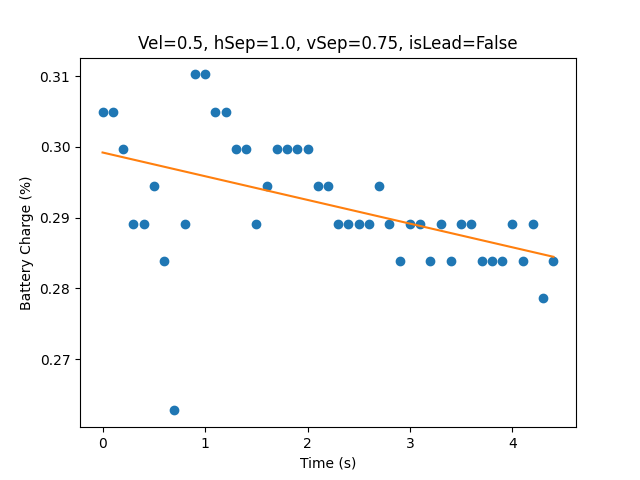 Vel=0.5, hSep=1.0, vSep=0.75, isLead=False
0.31
0.30
0.29
0.28
0.27
Battery Charge (%)
0 1 2 3 4
Time (s)